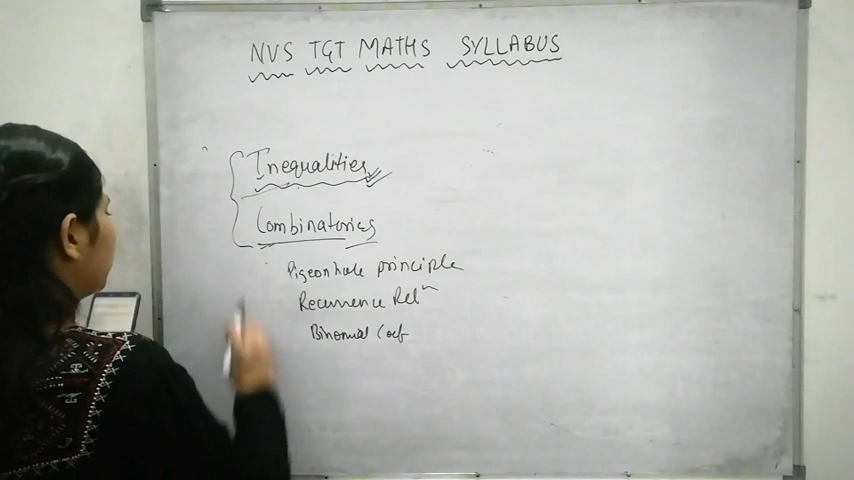 NVS TGT MATHS SYLLABUS
Inequalities
Combinatorics
Pigeonhole principle
Recurrence Relⁿ
Binomial Coef